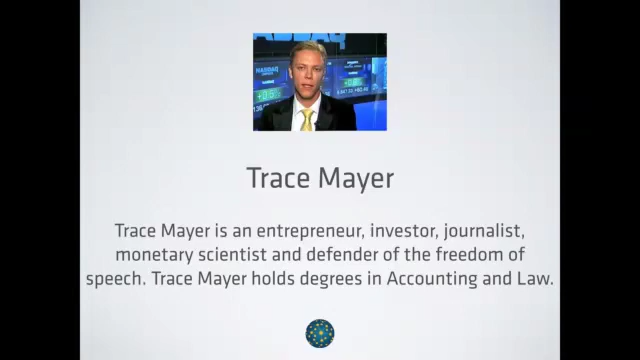 NASDAQ
Trace Mayer
Trace Mayer is an entrepreneur, investor, journalist,
monetary scientist and defender of the freedom of
speech. Trace Mayer holds degrees in Accounting and Law.